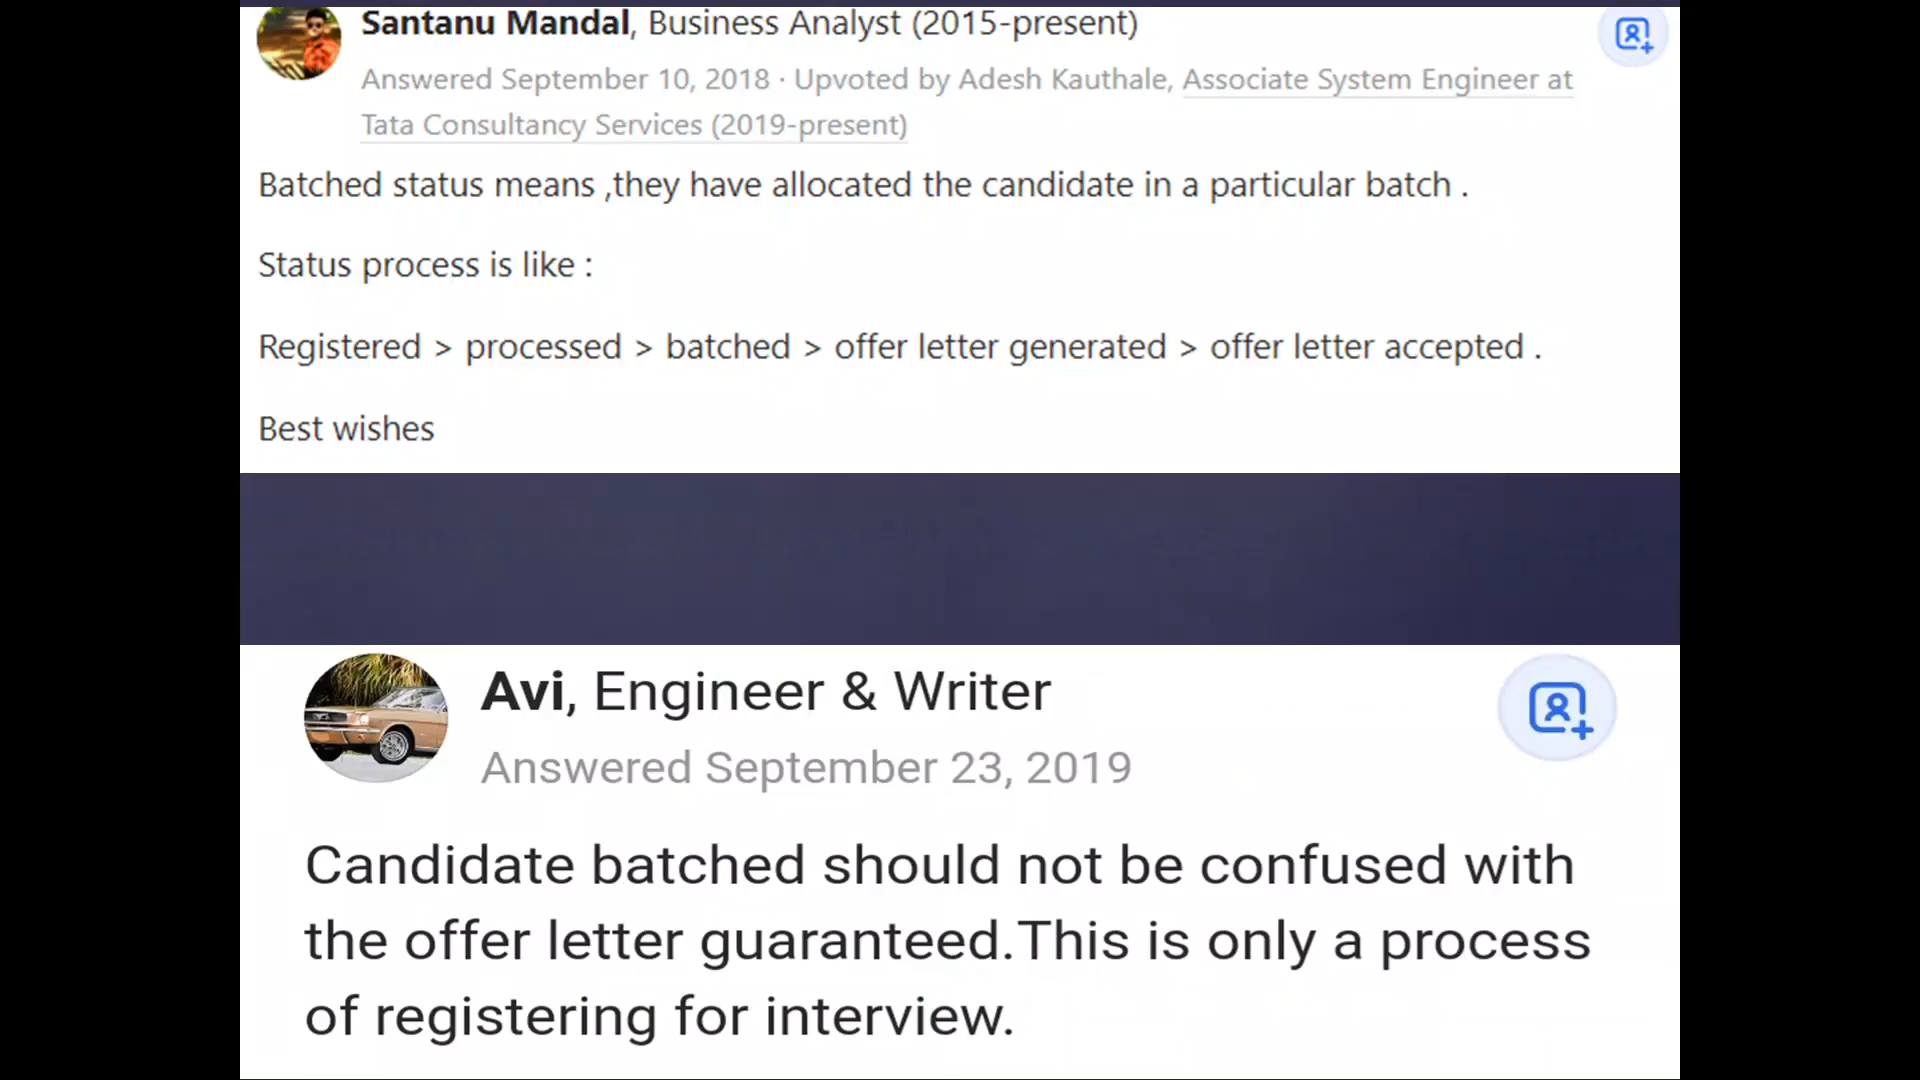 Santanu Mandal, Business Analyst (2015-present)
Answered September 10, 2018 · Upvoted by Adesh Kauthale, Associate System Engineer at
Tata Consultancy Services (2019-present)
Batched status means ,they have allocated the candidate in a particular batch .
Status process is like :
Registered > processed > batched > offer letter generated > offer letter accepted .
Best wishes
Avi, Engineer & Writer
Answered September 23, 2019
Candidate batched should not be confused with
the offer letter guaranteed.This is only a process
of registering for interview.